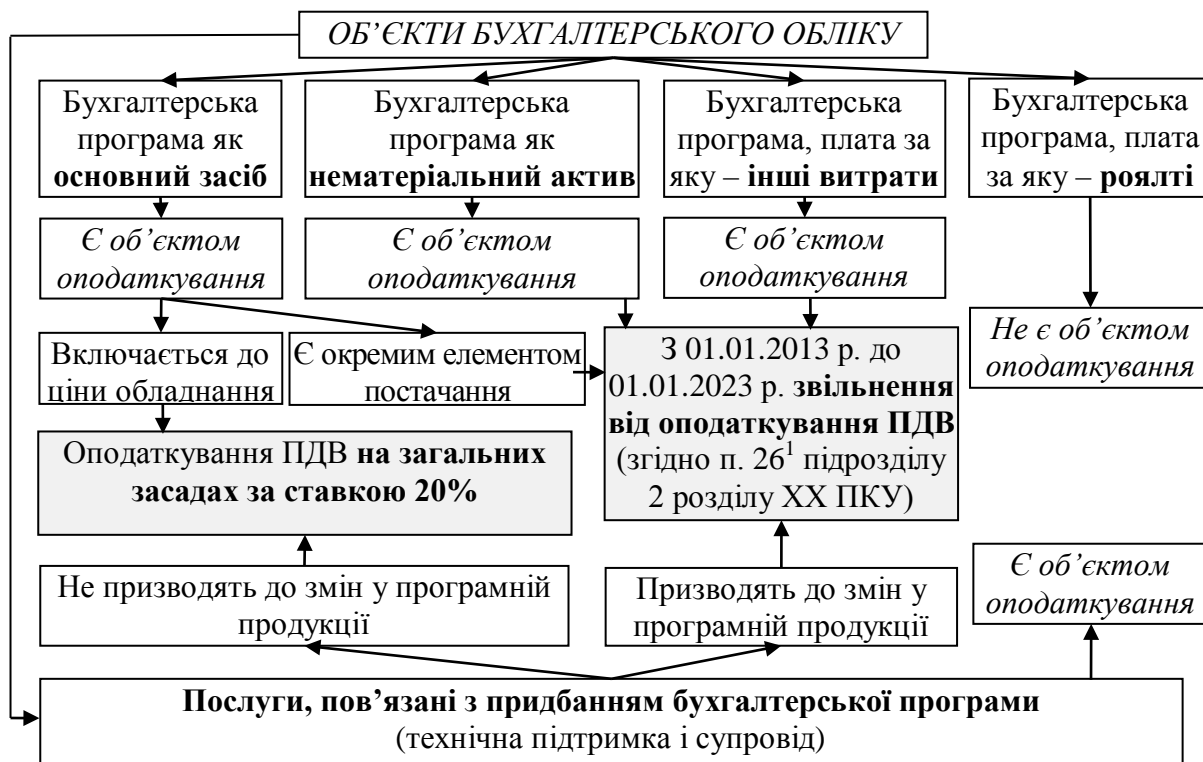 ОБ’ЄКТИ БУХГАЛТЕРСЬКОГО ОБЛІКУ
Бухгалтерська
програма як
основний засіб
Бухгалтерська
програма як
нематеріальний актив
Бухгалтерська
програма, плата за
яку – інші витрати
Бухгалтерська
програма, плата
за яку – роялті
Є об’єктом
оподаткування
Є об’єктом
оподаткування
Є об’єктом
оподаткування
Не є об’єктом
оподаткування
Включається до
ціни обладнання
Є окремим елементом
постачання
З 01.01.2013 р. до
01.01.2023 р. звільнення
від оподаткування ПДВ
(згідно п. 26¹ підрозділу
2 розділу ХХ ПКУ)
Оподаткування ПДВ на загальних
засадах за ставкою 20%
Не призводять до змін у програмній
продукції
Призводять до змін у
програмній продукції
Є об’єктом
оподаткування
Послуги, пов’язані з придбанням бухгалтерської програми
(технічна підтримка і супровід)